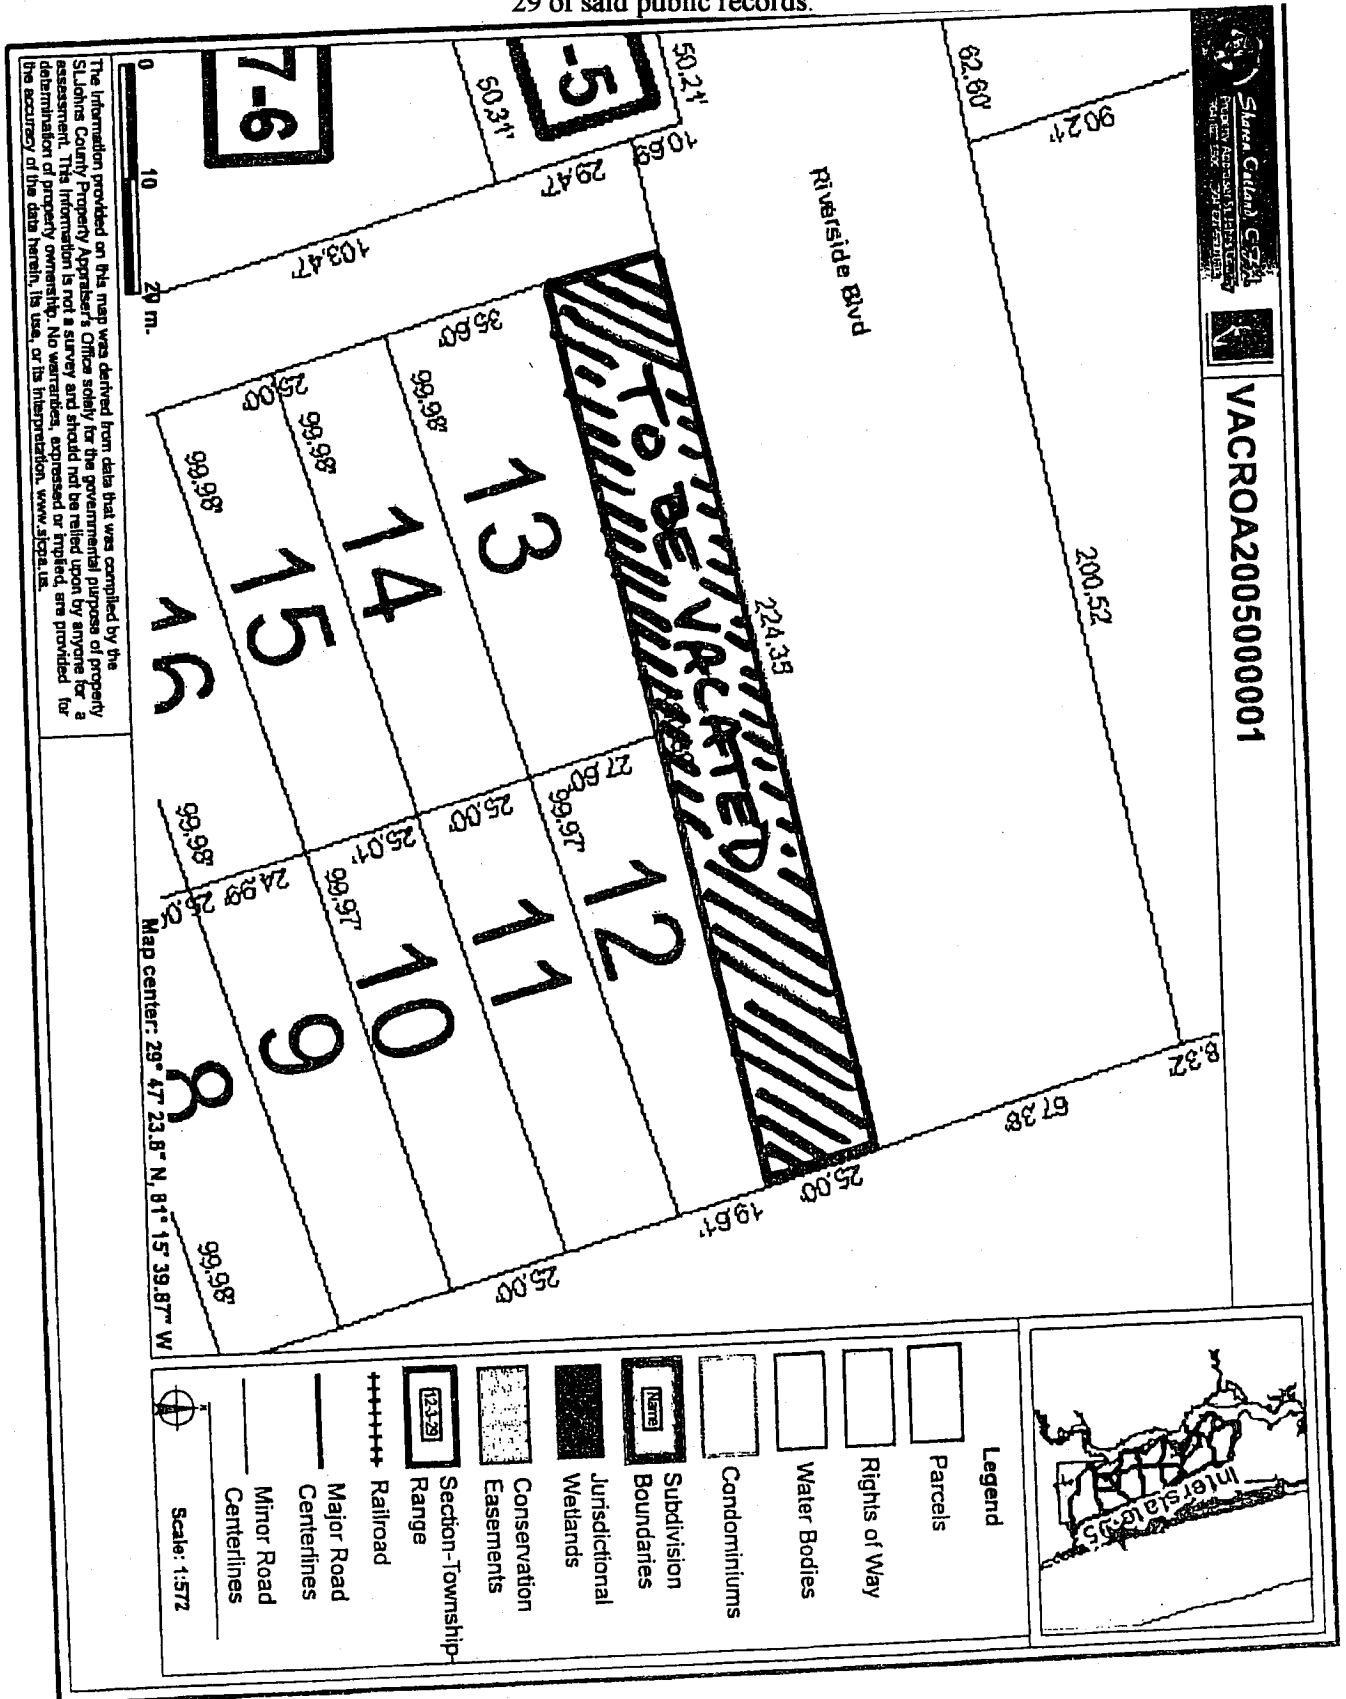 29 of said public records.
VACROA2005000001
62.60'
90.21'
Riverside Blvd
200.52'
8.32'
67.38'
50.21'
10.69
-5
50.31'
29.47'
7-6
103.47'
224.35
TO BE VACATED
25.00'
19.61'
35.60'
99.98'
13
27.60'
99.97'
12
25.00'
99.98'
14
25.00'
11
25.00'
99.98'
15
25.01'
99.97'
10
16
24.99'
9
99.98'
8
99.98'
0 10 20 m.
Map center: 29° 47' 23.8" N, 81° 15' 39.87" W
The information provided on this map was derived from data that was compiled by the
St.Johns County Property Appraiser's Office solely for the governmental purpose of property
assessment. This information is not a survey and should not be relied upon by anyone for a
determination of property ownership. No warranties, expressed or implied, are provided for
the accuracy of the data herein, its use, or its interpretation. www.sjcpa.us.
Interstate 95
Legend
Parcels
Rights of Way
Water Bodies
Condominiums
Name
Subdivision
Boundaries
Jurisdictional
Wetlands
Conservation
Easements
12-3-29
Section-Township-
Range
Railroad
Major Road
Centerlines
Minor Road
Centerlines
Scale: 1:572